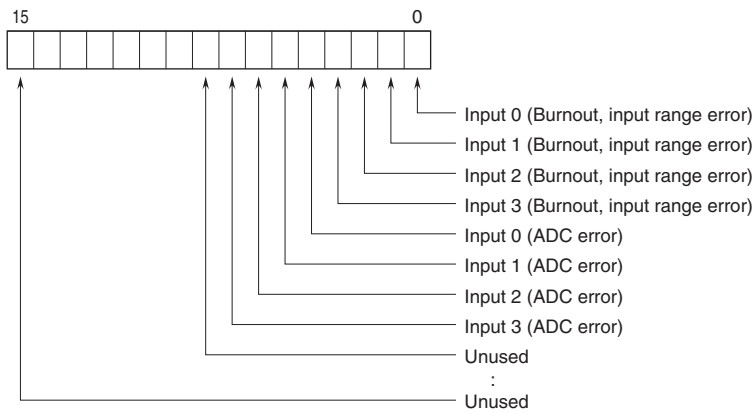 15 0
Input 0 (Burnout, input range error)
Input 1 (Burnout, input range error)
Input 2 (Burnout, input range error)
Input 3 (Burnout, input range error)
Input 0 (ADC error)
Input 1 (ADC error)
Input 2 (ADC error)
Input 3 (ADC error)
Unused
:
Unused